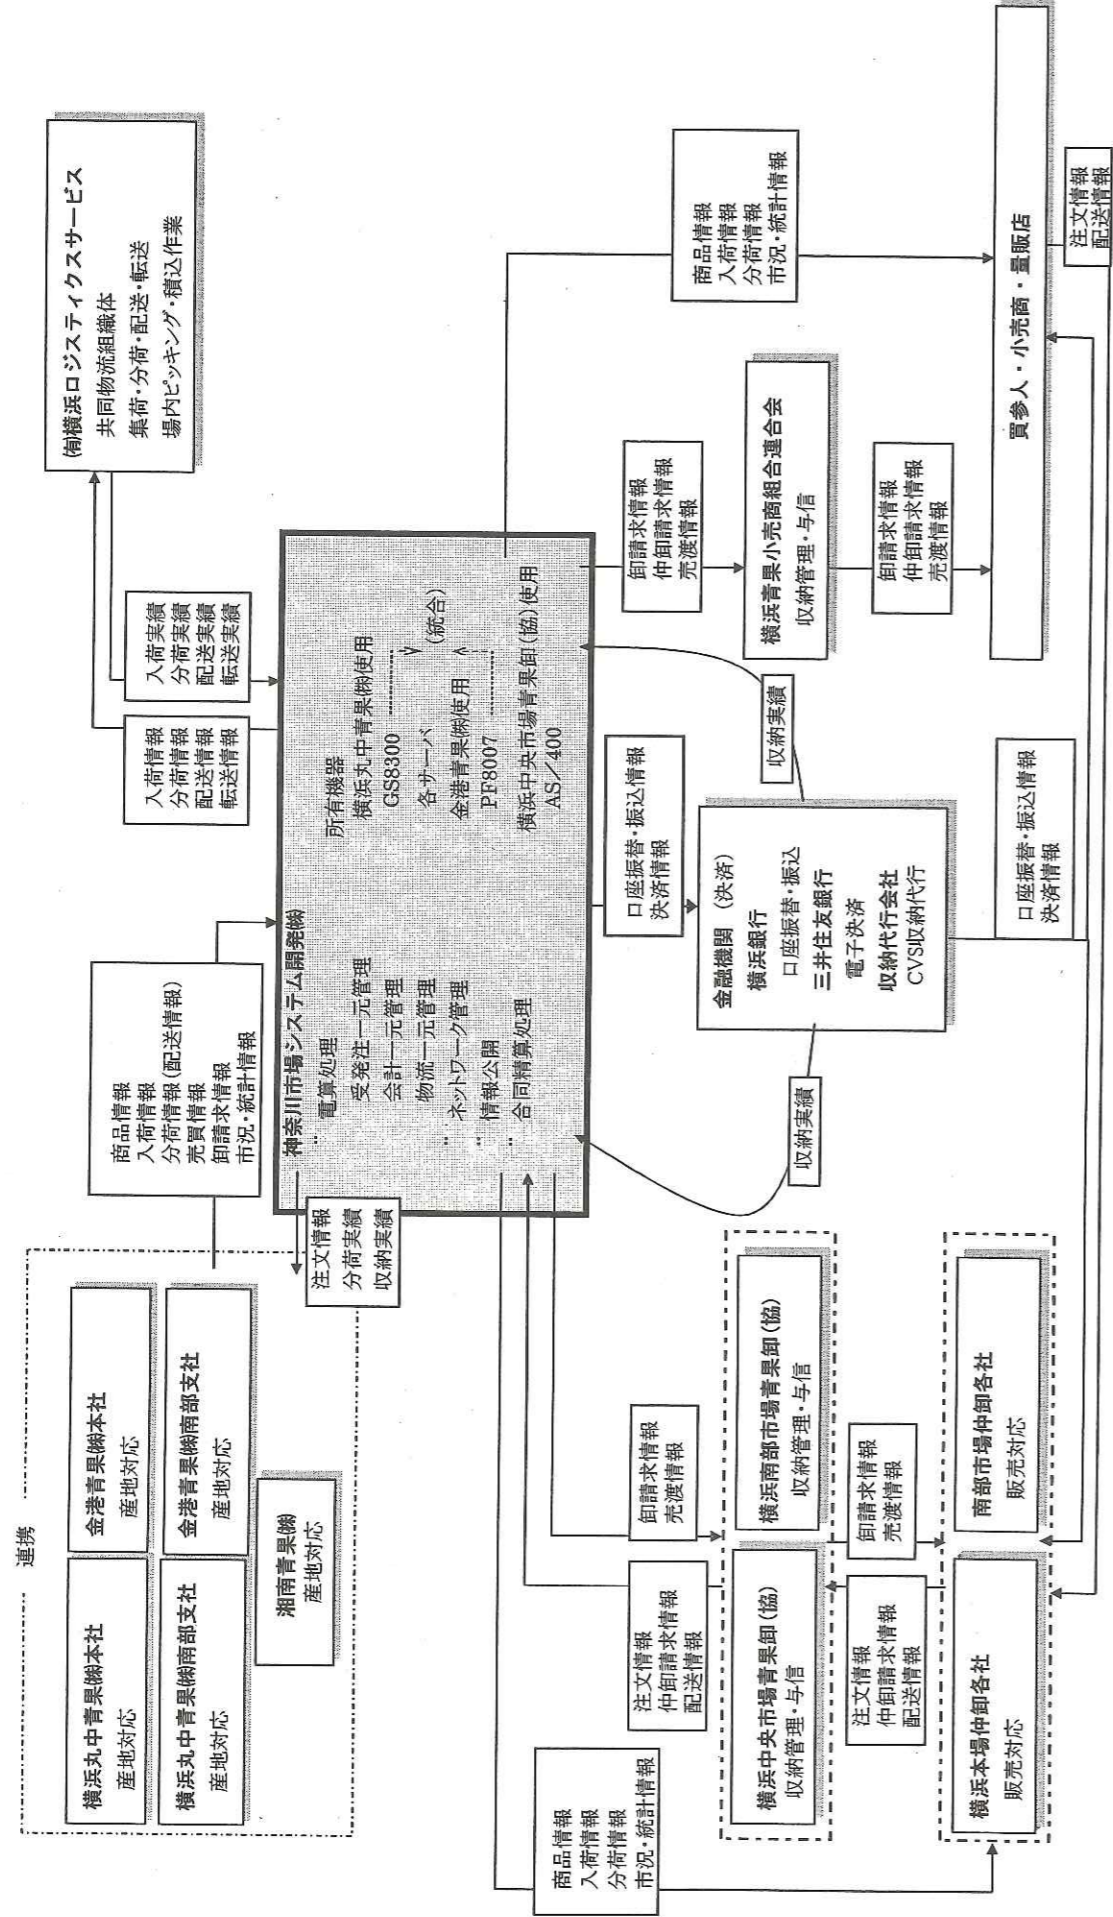 連携
横浜丸中青果㈱本社
産地対応
金港青果㈱本社
産地対応
横浜丸中青果㈱南部支社
産地対応
金港青果㈱南部支社
産地対応
湘南青果㈱
産地対応
商品情報
入荷情報
分荷情報(配送情報)
売買情報
卸請求情報
市況・統計情報
注文情報
分荷実績
収納実績
入荷情報
分荷情報
配送情報
転送情報
入荷実績
分荷実績
配送実績
転送実績
㈲横浜ロジスティクスサービス
共同物流組織体
集荷・分荷・配送・転送
場内ピッキング・積込作業
神奈川市場システム開発㈱
電算処理
受発注一元管理
会計一元管理
物流一元管理
ネットワーク管理
情報公開
合同精算処理
所有機器
横浜丸中青果㈱使用
GS8300
各サーバ
(統合)
金港青果㈱使用
PF8007
横浜中央市場青果卸(協)使用
AS/400
商品情報
入荷情報
分荷情報
市況・統計情報
注文情報
仲卸請求情報
配送情報
卸請求情報
売渡情報
横浜中央市場青果卸(協)
収納管理・与信
横浜南部市場青果卸(協)
収納管理・与信
注文情報
仲卸請求情報
配送情報
卸請求情報
売渡情報
横浜本場仲卸各社
販売対応
南部市場仲卸各社
販売対応
収納実績
口座振替・振込情報
決済情報
収納実績
金融機関(決済)
横浜銀行
口座振替・振込
三井住友銀行
電子決済
収納代行会社
CVS収納代行
口座振替・振込情報
決済情報
卸請求情報
仲卸請求情報
売渡情報
横浜青果小売商組合連合会
収納管理・与信
卸請求情報
仲卸請求情報
売渡情報
商品情報
入荷情報
分荷情報
市況・統計情報
買参人・小売商・量販店
注文情報
配送情報